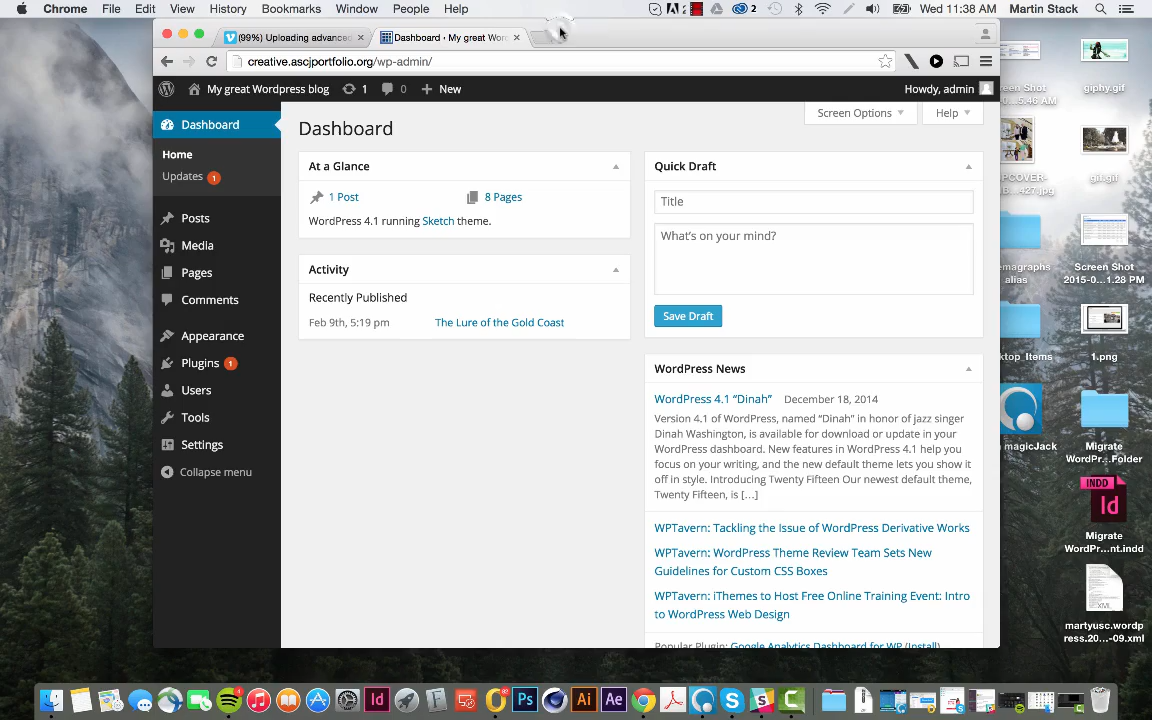 Chrome File Edit View History Bookmarks Window People Help
2 Wed 11:38 AM Martin Stack
(99%) Uploading advanced
Dashboard ‹ My great Wor
creative.ascjportfolio.org/wp-admin/
My great Wordpress blog 1 0 New
Howdy, admin
Dashboard
Home
Updates 1
Posts
Media
Pages
Comments
Appearance
Plugins 1
Users
Tools
Settings
Collapse menu
Screen Options
Help
Dashboard
At a Glance
1 Post
8 Pages
WordPress 4.1 running Sketch theme.
Activity
Recently Published
Feb 9th, 5:19 pm The Lure of the Gold Coast
Quick Draft
Title
What's on your mind?
Save Draft
WordPress News
WordPress 4.1 “Dinah” December 18, 2014
Version 4.1 of WordPress, named “Dinah” in honor of jazz singer
Dinah Washington, is available for download or update in your
WordPress dashboard. New features in WordPress 4.1 help you
focus on your writing, and the new default theme lets you show it
off in style. Introducing Twenty Fifteen Our newest default theme,
Twenty Fifteen, is […]
WPTavern: Tackling the Issue of WordPress Derivative Works
WPTavern: WordPress Theme Review Team Sets New
Guidelines for Custom CSS Boxes
WPTavern: iThemes to Host Free Online Training Event: Intro
to WordPress Web Design
Popular Plugin: Google Analytics Dashboard for WP (Install)
reen Shot
...5.46 AM
giphy.gif
PCOVER-
...427.jpg
gif.gif
emagraphs
alias
Screen Shot
2015-0...1.28 PM
ktop_Items
1.png
magicJack
Migrate
WordPr...Folder
INDD
Id
Migrate
WordPr...nt.indd
XML
martyusc.wordp
ress.20...-09.xml
Id
Ps
Ai
Ae